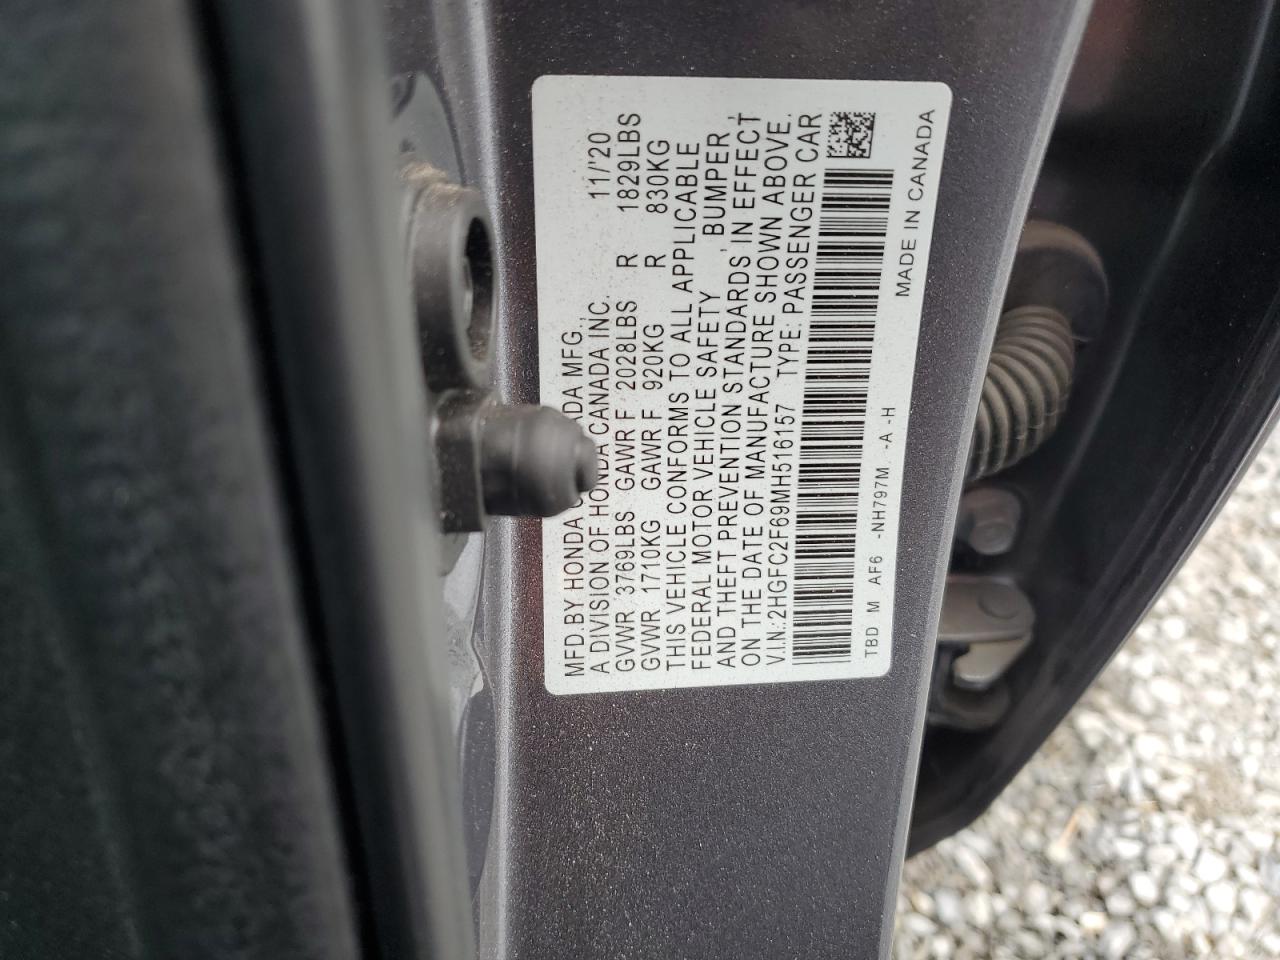 MFD.BY HONDA ADA MFG., 11/'20
A DIVISION OF HONDA CANADA INC.
GVWR 3769LBS GAWR F 2028LBS R 1829LBS
GVWR 1710KG GAWR F 920KG R 830KG
THIS VEHICLE CONFORMS TO ALL APPLICABLE
FEDERAL MOTOR VEHICLE SAFETY , BUMPER ,
AND THEFT PREVENTION STANDARDS IN EFFECT
ON THE DATE OF MANUFACTURE SHOWN ABOVE.
V.I.N.:2HGFC2F69MH516157 TYPE: PASSENGER CAR
TBD M AF6 -NH797M -A -H
MADE IN CANADA